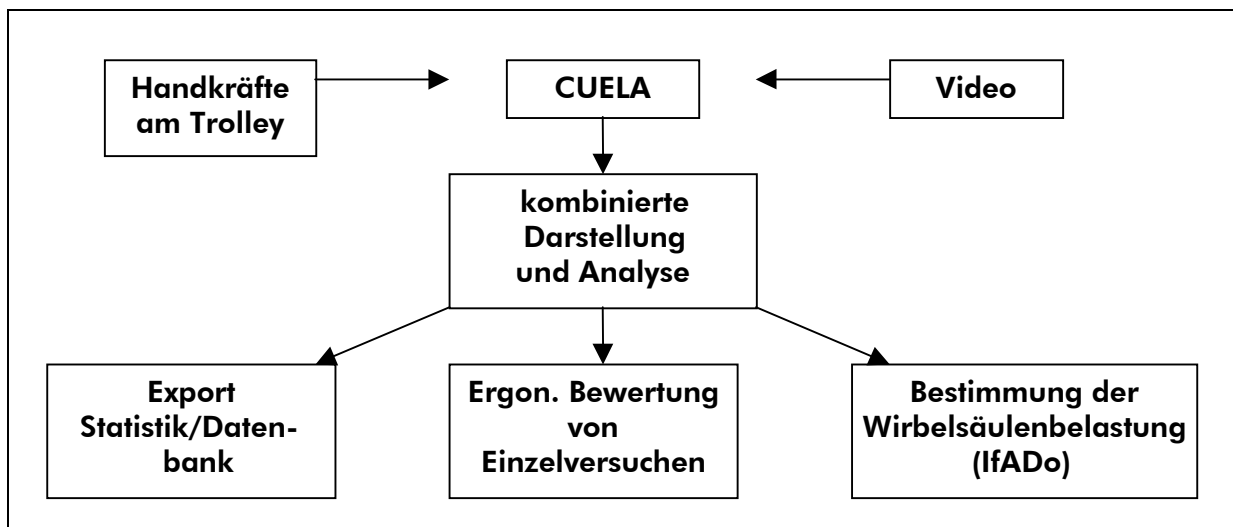 Handkräfte
am Trolley
CUELA
Video
kombinierte
Darstellung
und Analyse
Export
Statistik/Daten-
bank
Ergon. Bewertung
von
Einzelversuchen
Bestimmung der
Wirbelsäulenbelastung
(IfADo)